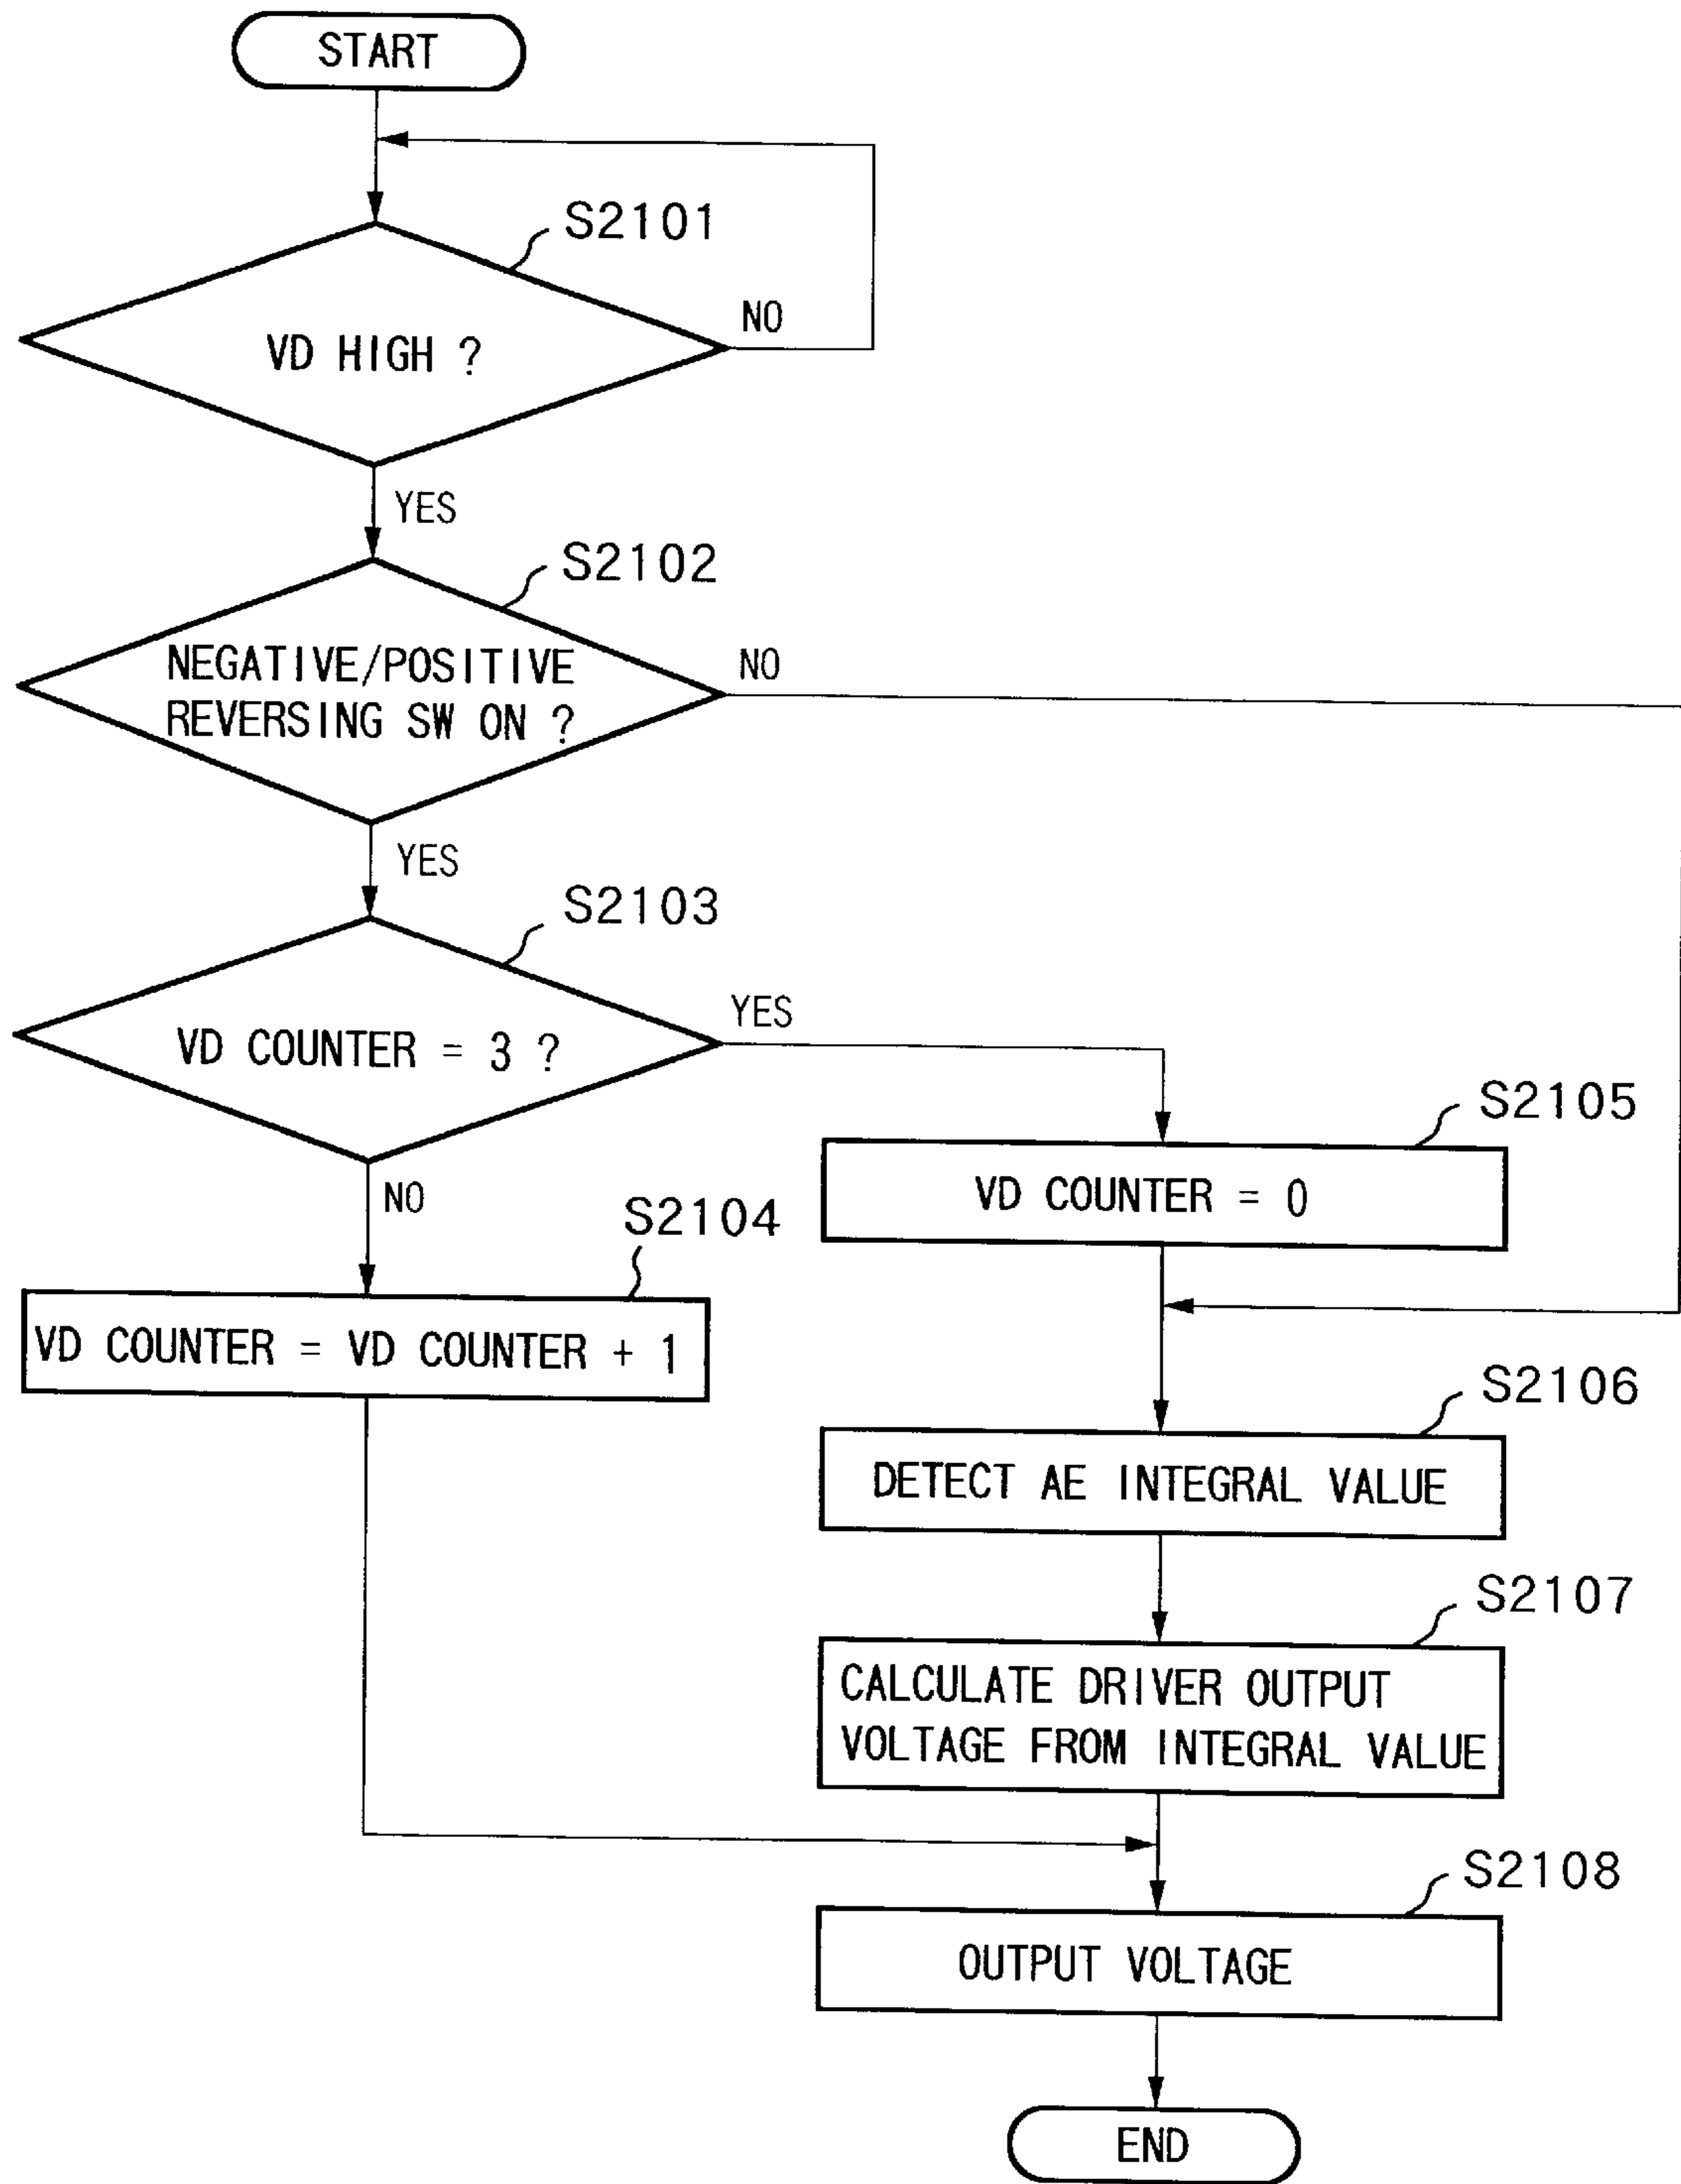 START
S2101
VD HIGH ?
NO
YES
S2102
NEGATIVE/POSITIVE
REVERSING SW ON ?
NO
YES
S2103
VD COUNTER = 3 ?
YES
NO
S2104
VD COUNTER = VD COUNTER + 1
S2105
VD COUNTER = 0
S2106
DETECT AE INTEGRAL VALUE
S2107
CALCULATE DRIVER OUTPUT
VOLTAGE FROM INTEGRAL VALUE
S2108
OUTPUT VOLTAGE
END